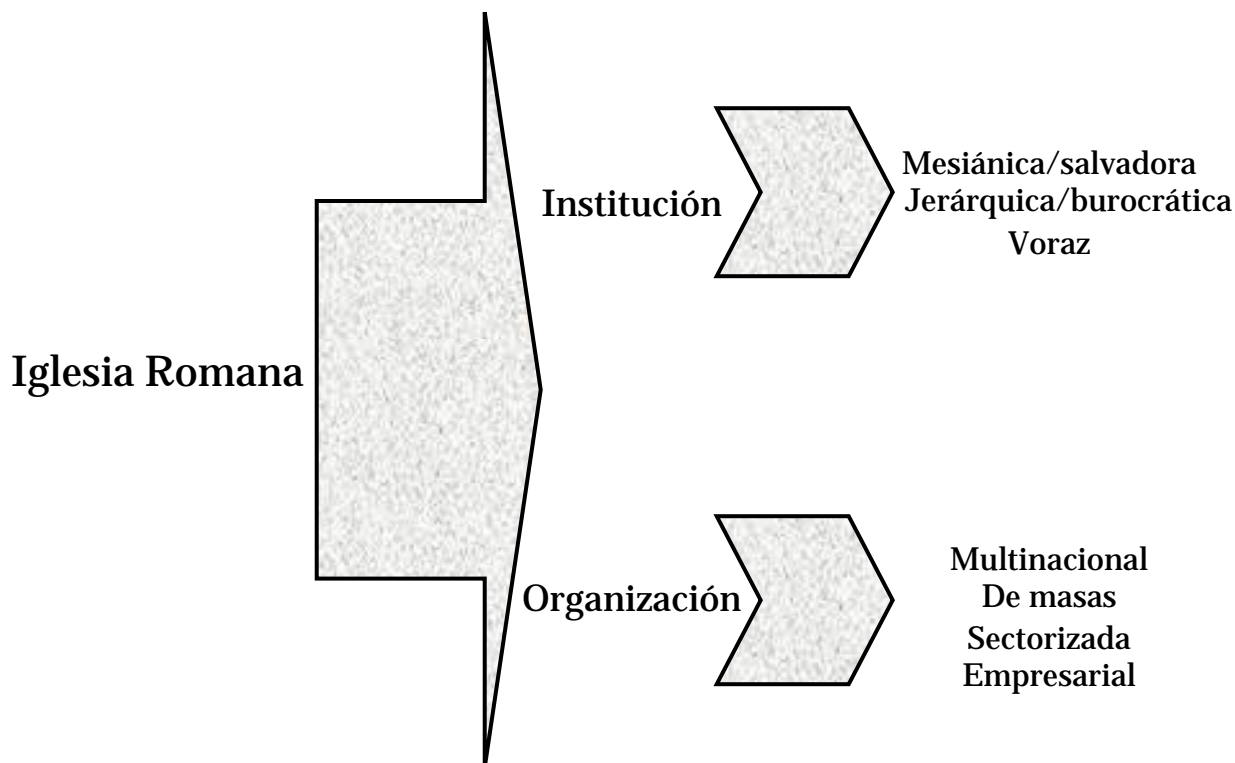 Iglesia Romana
Institución
Mesiánica/salvadora
Jerárquica/burocrática
Voraz
Organización
Multinacional
De masas
Sectorizada
Empresarial